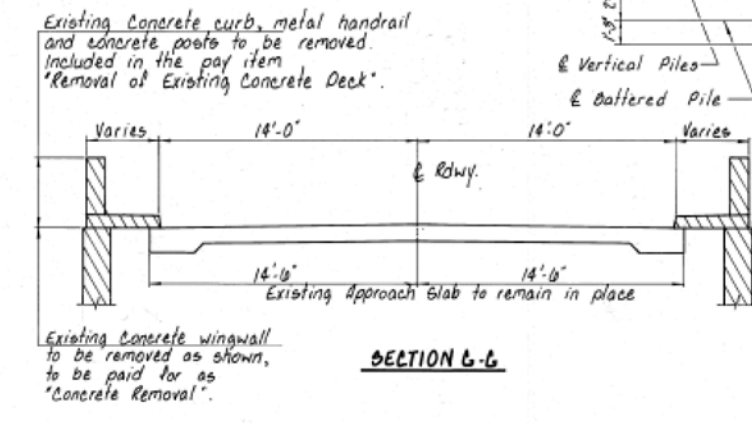 Existing Concrete curb, metal handrail
and concrete posts to be removed.
Included in the pay item
"Removal of Existing Concrete Deck".
℄ Vertical Piles
℄ Battered Pile
Varies
14'-0"
14'-0"
Varies
℄ Rdwy.
14'-6"
14'-6"
Existing Approach Slab to remain in place
Existing Concrete wingwall
to be removed as shown,
to be paid for as
"Concrete Removal".
SECTION G-G